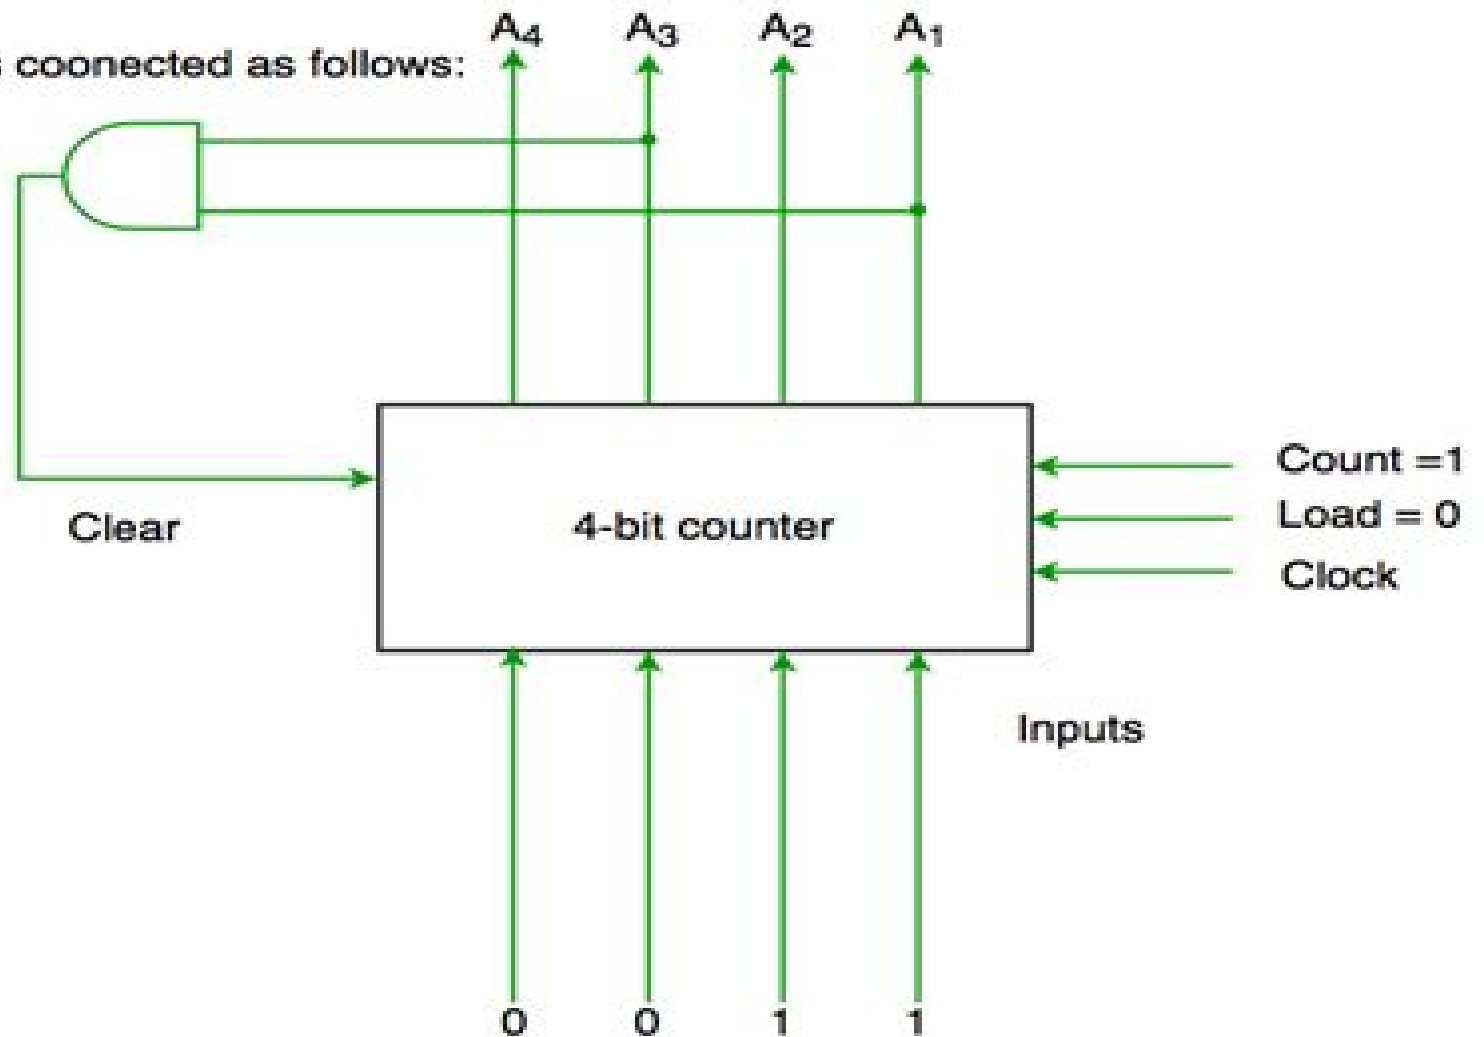 s coonected as follows:
A4 A3 A2 A1
Count =1
Load = 0
Clock
Clear
4-bit counter
Inputs
0 0 1 1